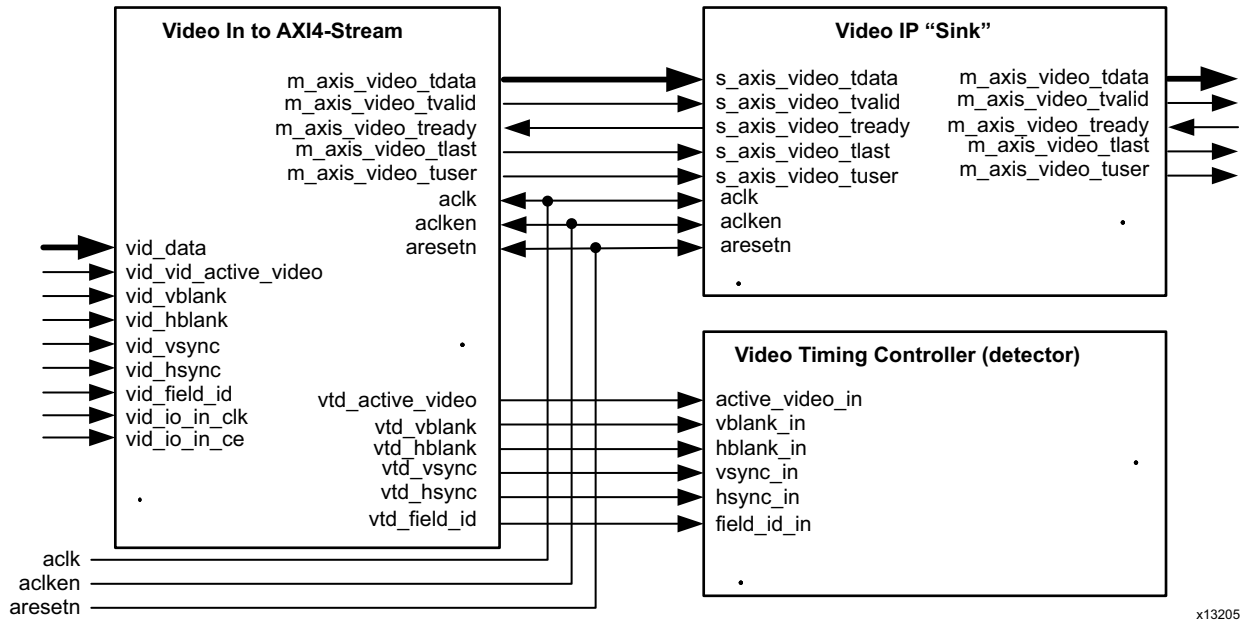 Video In to AXI4-Stream
m_axis_video_tdata
m_axis_video_tvalid
m_axis_video_tready
m_axis_video_tlast
m_axis_video_tuser
aclk
aclken
aresetn
vid_data
vid_vid_active_video
vid_vblank
vid_hblank
vid_vsync
vid_hsync
vid_field_id
vid_io_in_clk
vid_io_in_ce
vtd_active_video
vtd_vblank
vtd_hblank
vtd_vsync
vtd_hsync
vtd_field_id
Video IP “Sink”
s_axis_video_tdata
s_axis_video_tvalid
s_axis_video_tready
s_axis_video_tlast
s_axis_video_tuser
aclk
aclken
aresetn
m_axis_video_tdata
m_axis_video_tvalid
m_axis_video_tready
m_axis_video_tlast
m_axis_video_tuser
Video Timing Controller (detector)
active_video_in
vblank_in
hblank_in
vsync_in
hsync_in
field_id_in
aclk
aclken
aresetn
x13205